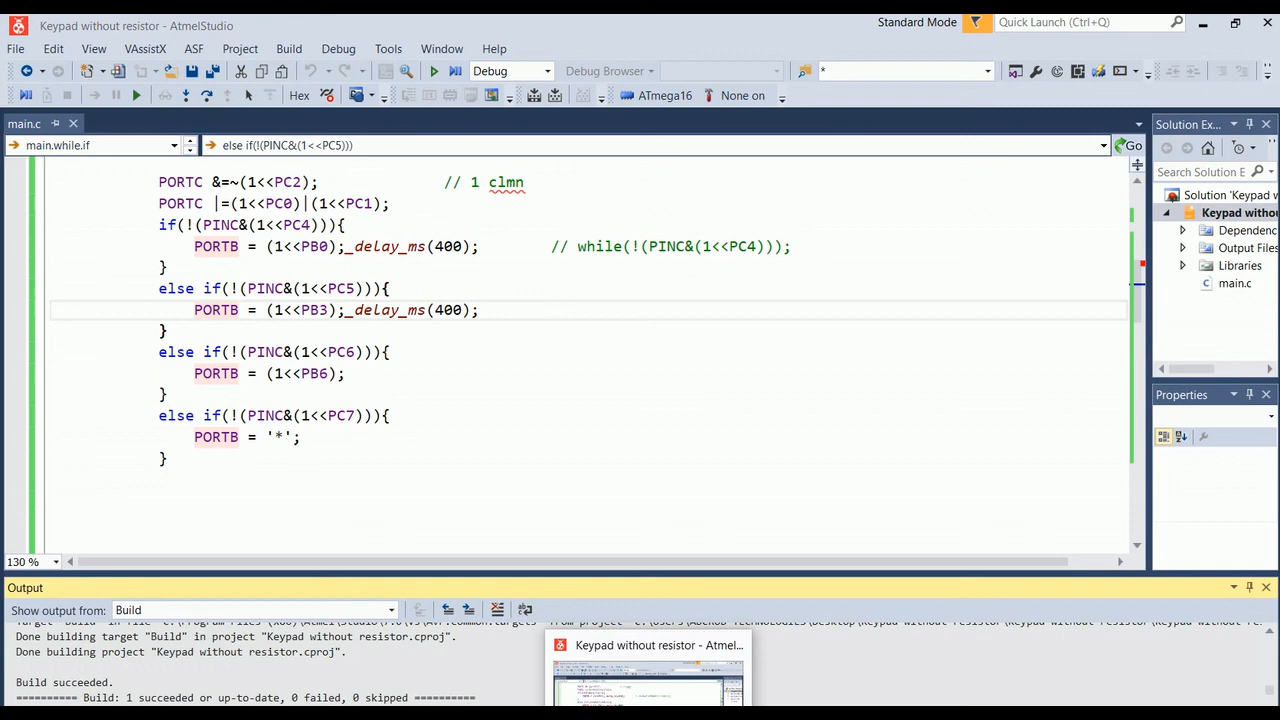 Keypad without resistor - AtmelStudio
Standard Mode
Quick Launch (Ctrl+Q)
File Edit View VAssistX ASF Project Build Debug Tools Window Help
Debug Debug Browser *
Hex ATmega16 None on
main.c
main.while.if else if(!(PINC&(1<<PC5))) Go
PORTC &=~(1<<PC2); // 1 clmn
PORTC |=(1<<PC0)|(1<<PC1);
if(!(PINC&(1<<PC4))){
PORTB = (1<<PB0);_delay_ms(400); // while(!(PINC&(1<<PC4)));
}
else if(!(PINC&(1<<PC5))){
PORTB = (1<<PB3);_delay_ms(400);
}
else if(!(PINC&(1<<PC6))){
PORTB = (1<<PB6);
}
else if(!(PINC&(1<<PC7))){
PORTB = '*';
}
130 %
Solution Ex...
Search Solution E
Solution 'Keypad w
Keypad witho
Dependenc
Output Files
Libraries
main.c
Properties
Output
Show output from: Build
Done building target "Build" in project "Keypad without resistor.cproj".
Done building project "Keypad without resistor.cproj".
Build succeeded.
========== Build: 1 succeeded or up-to-date, 0 failed, 0 skipped ==========
Keypad without resistor - Atmel...